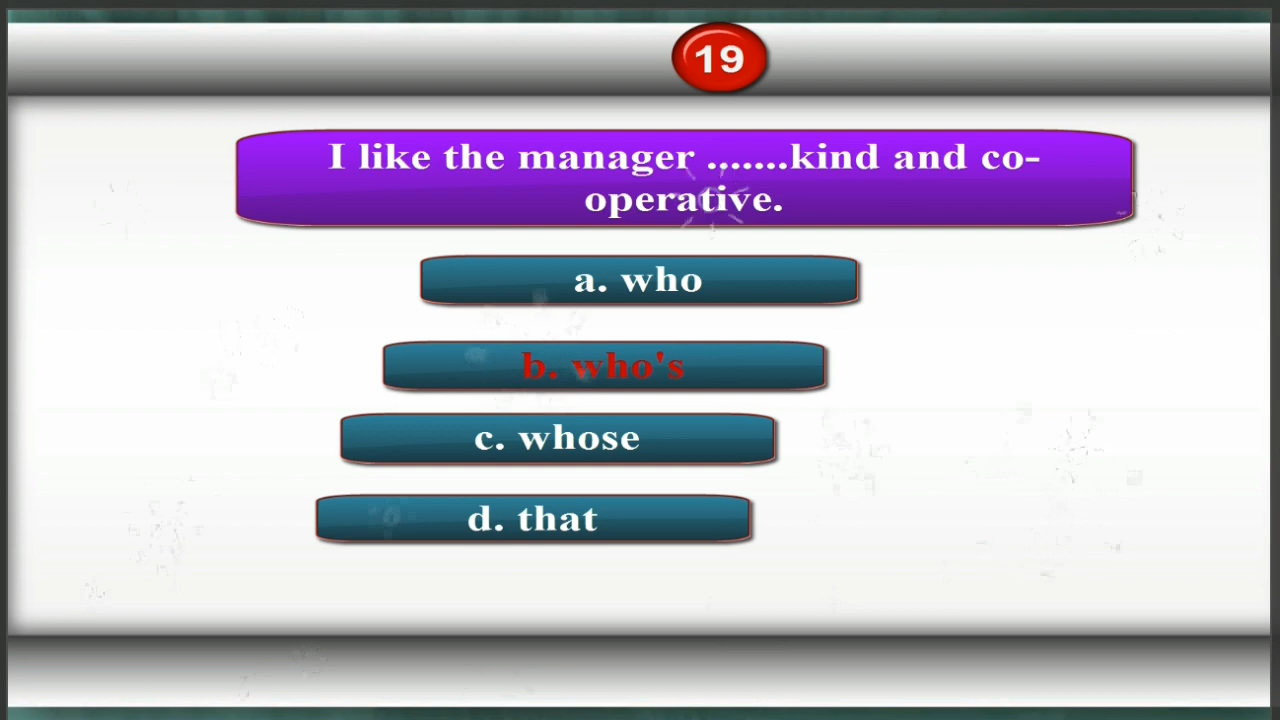 19
I like the manager .......kind and co-
operative.
a. who
b. who's
c. whose
d. that